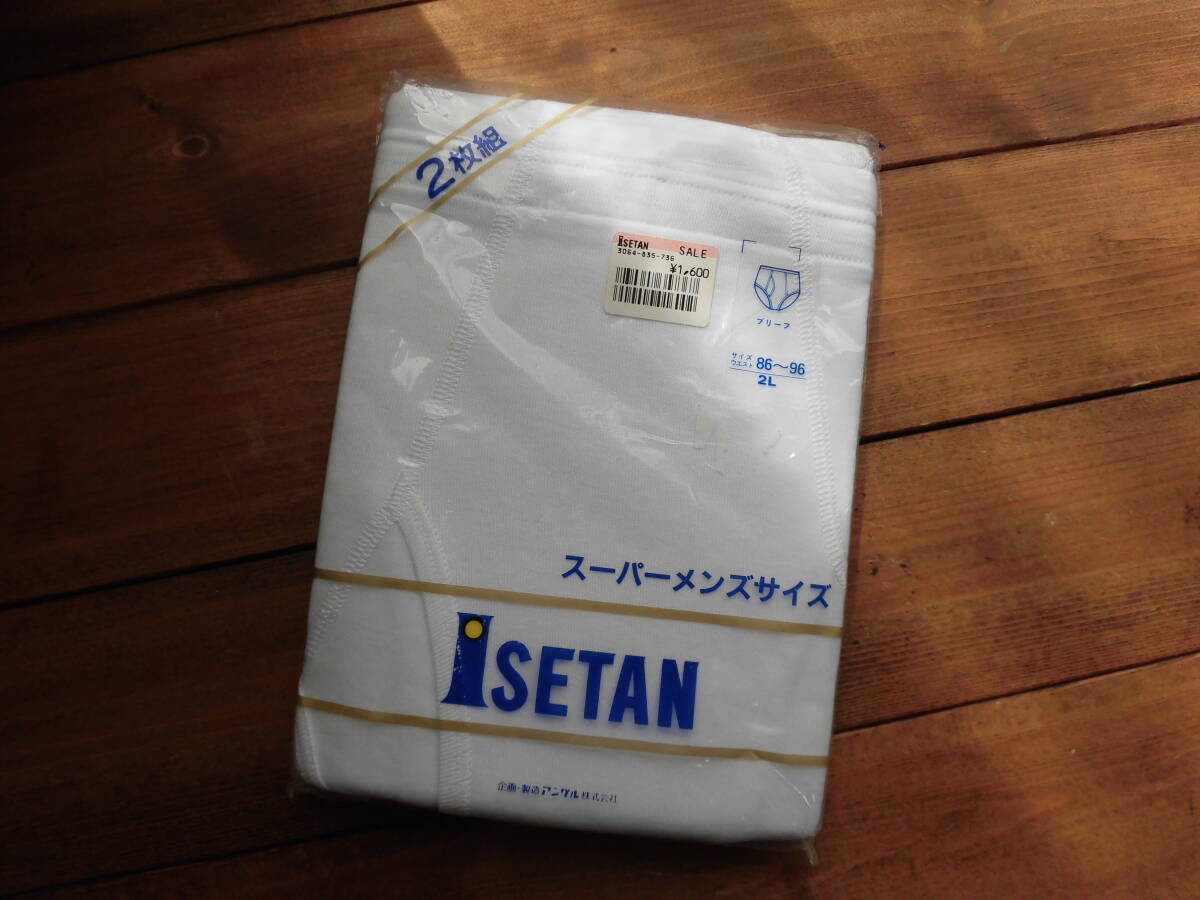 2枚組
ISETAN SALE
3064-835-736
¥1,600
ブリーフ
サイズ
ウエスト 86〜96
2L
スーパーメンズサイズ
ISETAN
企画・製造アングル株式会社